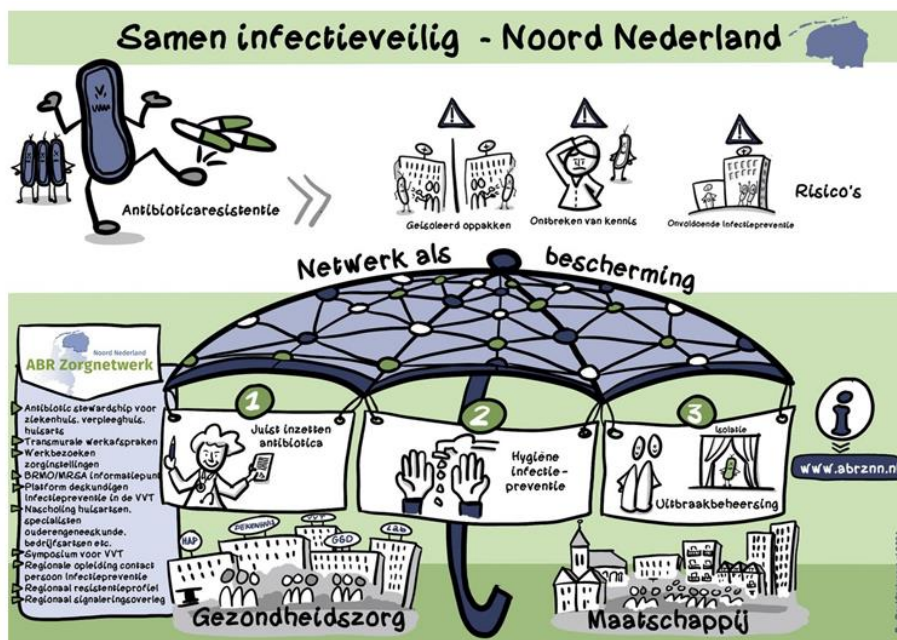 Samen infectieveilig - Noord Nederland
Antibioticaresistentie
Geïsoleerd oppakken
Ontbreken van kennis
Onvoldoende infectiepreventie
Risico's
Netwerk als bescherming
Noord Nederland
ABR Zorgnetwerk
Antibiotic stewardship voor
ziekenhuis, verpleeghuis,
huisarts
Transmurale werkafspraken
Werkbezoeken
zorginstellingen
BRMO/MRSA informatiepunt
Platform deskundigen
Infectiepreventie in de VVT
Nascholing huisartsen,
specialisten
ouderengeneeskunde,
bedrijfsartsen etc.
Symposium voor VVT
Regionale opleiding contact
persoon infectiepreventie
Regionaal resistentieprofiel
Regionaal signaleringsoverleg
1
Juist inzetten
antibiotica
2
Hygiëne
infectie-
preventie
3
Isolatie
Uitbraakbeheersing
i
www.abrznn.nl
HAP
ZIEKENHUIS
VVT
GGD
Lab
Gezondheidszorg
Maatschappij